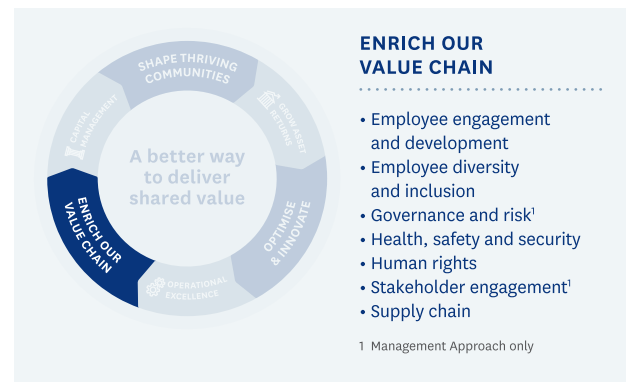 SHAPE THRIVING
COMMUNITIES
CAPITAL
MANAGEMENT
GROW ASSET
RETURNS
A better way
to deliver
shared value
ENRICH OUR
VALUE CHAIN
OPTIMISE
& INNOVATE
OPERATIONAL
EXCELLENCE
ENRICH OUR
VALUE CHAIN
• Employee engagement
and development
• Employee diversity
and inclusion
• Governance and risk¹
• Health, safety and security
• Human rights
• Stakeholder engagement¹
• Supply chain
1 Management Approach only